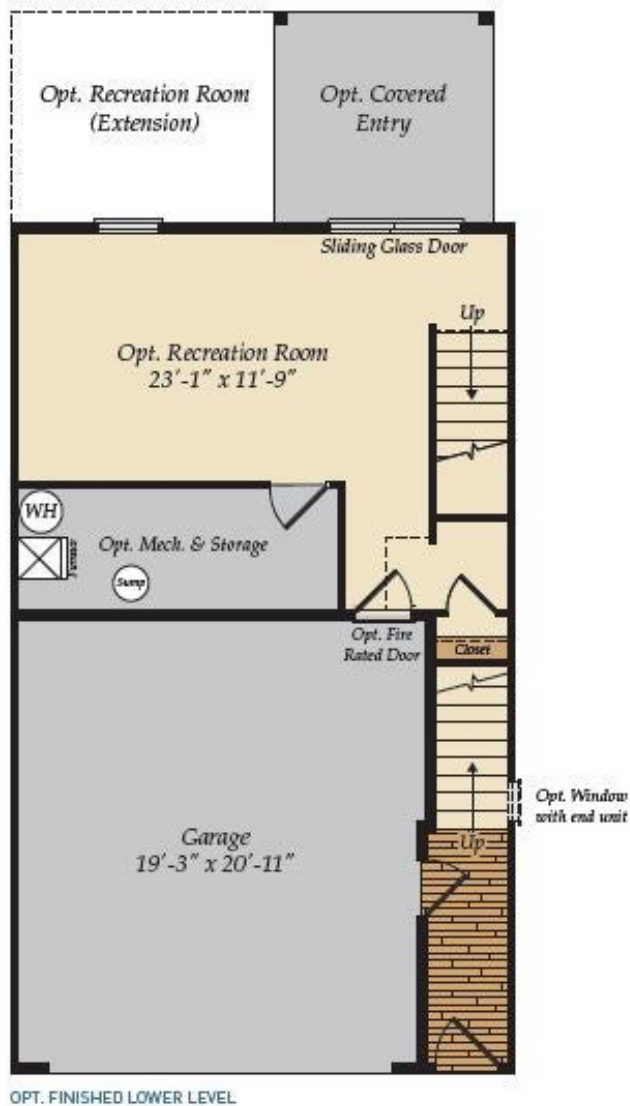 Opt. Recreation Room
(Extension)
Opt. Covered
Entry
Sliding Glass Door
Up
Opt. Recreation Room
23'-1" x 11'-9"
WH
Opt. Mech. & Storage
Furnace
Sump
Opt. Fire
Rated Door
Closet
Opt. Window
with end unit
Garage
19'-3" x 20'-11"
Up
OPT. FINISHED LOWER LEVEL